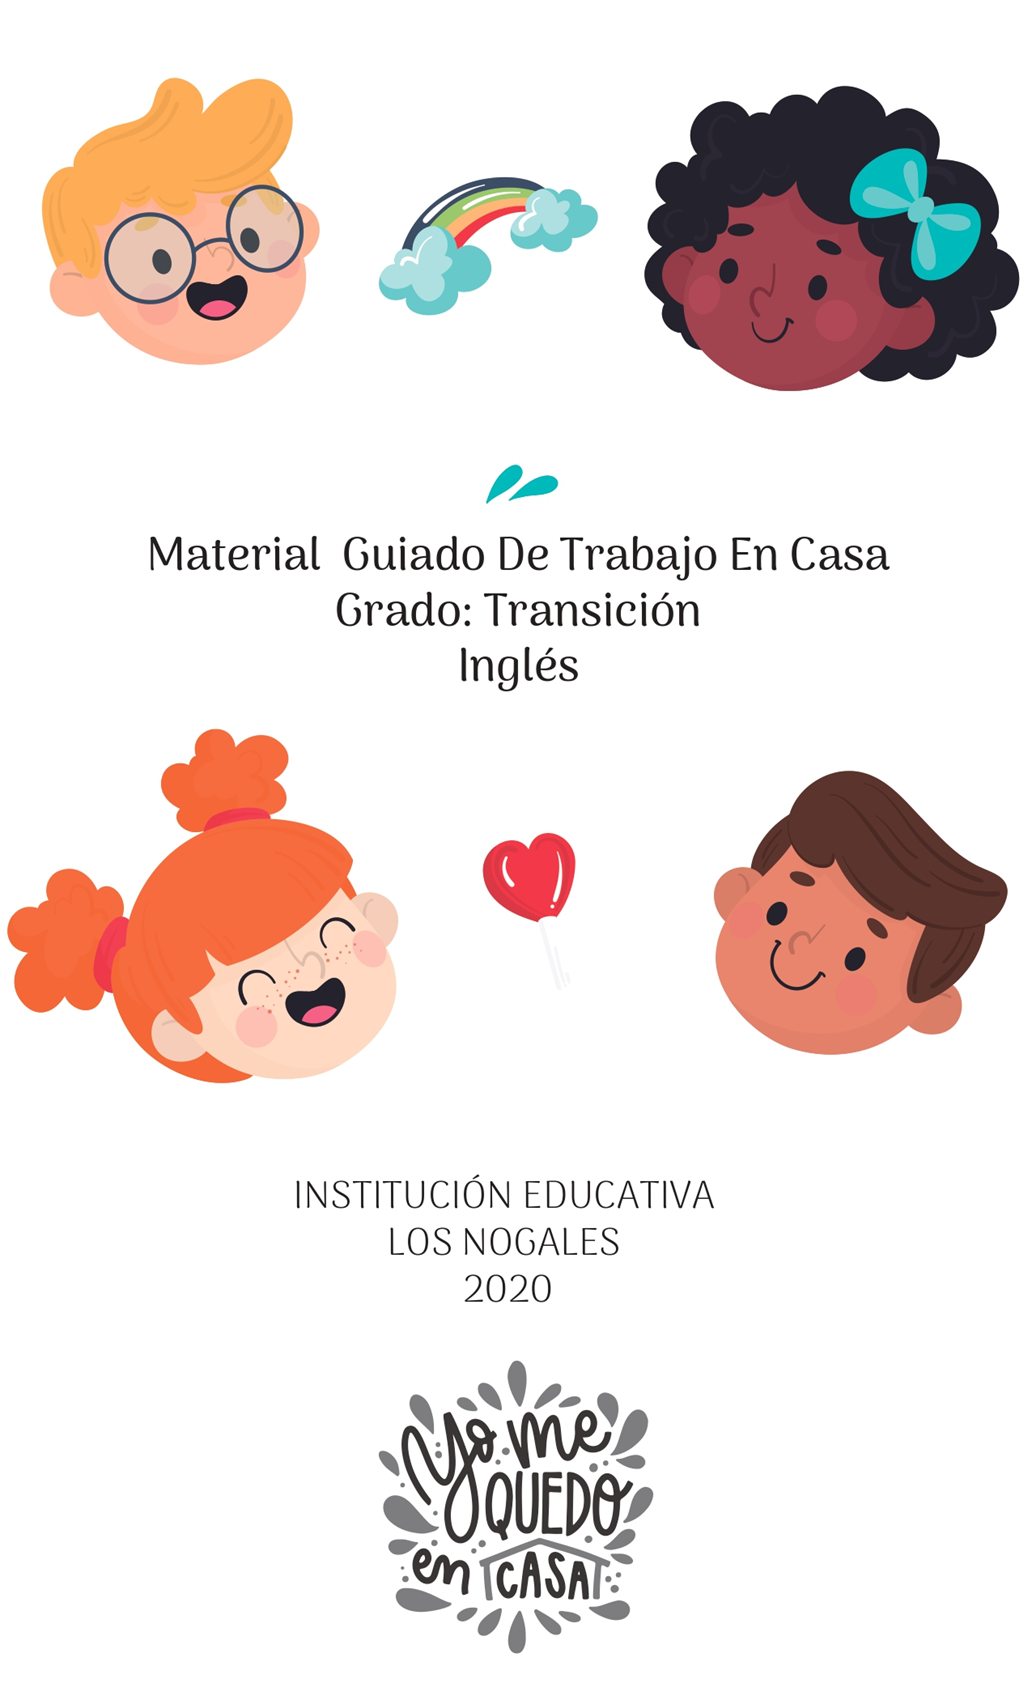 Material Guiado De Trabajo En Casa
Grado: Transición
Inglés
INSTITUCIÓN EDUCATIVA
LOS NOGALES
2020
Yo me
QUEDO
en CASA